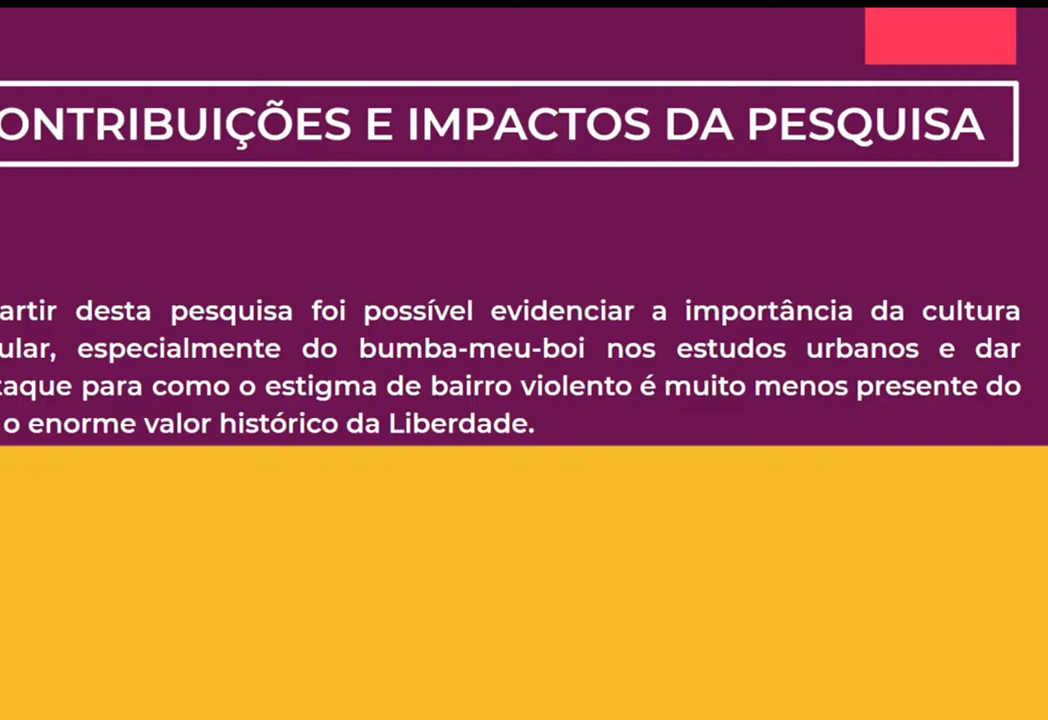 ONTRIBUIÇÕES E IMPACTOS DA PESQUISA
artir desta pesquisa foi possível evidenciar a importância da cultura
ular, especialmente do bumba-meu-boi nos estudos urbanos e dar
taque para como o estigma de bairro violento é muito menos presente do
o enorme valor histórico da Liberdade.